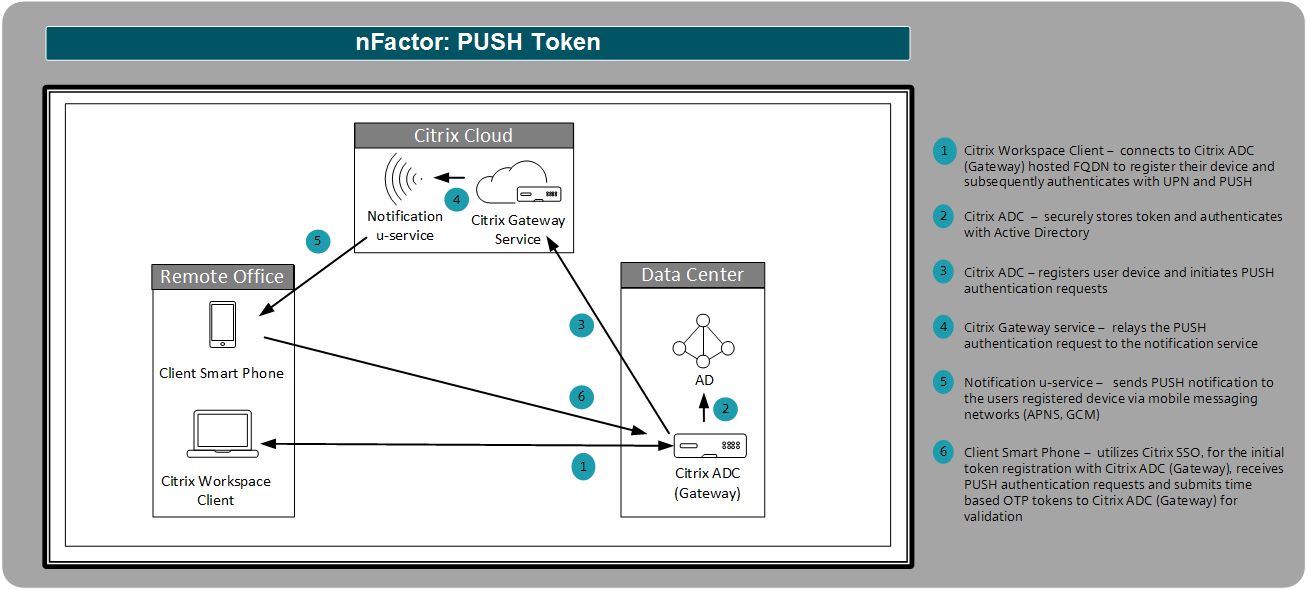 nFactor: PUSH Token
Citrix Cloud
Notification
u-service
4
Citrix Gateway
Service
5
Remote Office
Client Smart Phone
Citrix Workspace
Client
3
6
1
Data Center
AD
2
Citrix ADC
(Gateway)
1 Citrix Workspace Client – connects to Citrix ADC
(Gateway) hosted FQDN to register their device and
subsequently authenticates with UPN and PUSH
2 Citrix ADC – securely stores token and authenticates
with Active Directory
3 Citrix ADC – registers user device and initiates PUSH
authentication requests
4 Citrix Gateway service – relays the PUSH
authentication request to the notification service
5 Notification u-service – sends PUSH notification to
the users registered device via mobile messaging
networks (APNS, GCM)
6 Client Smart Phone – utilizes Citrix SSO, for the initial
token registration with Citrix ADC (Gateway), receives
PUSH authentication requests and submits time
based OTP tokens to Citrix ADC (Gateway) for
validation